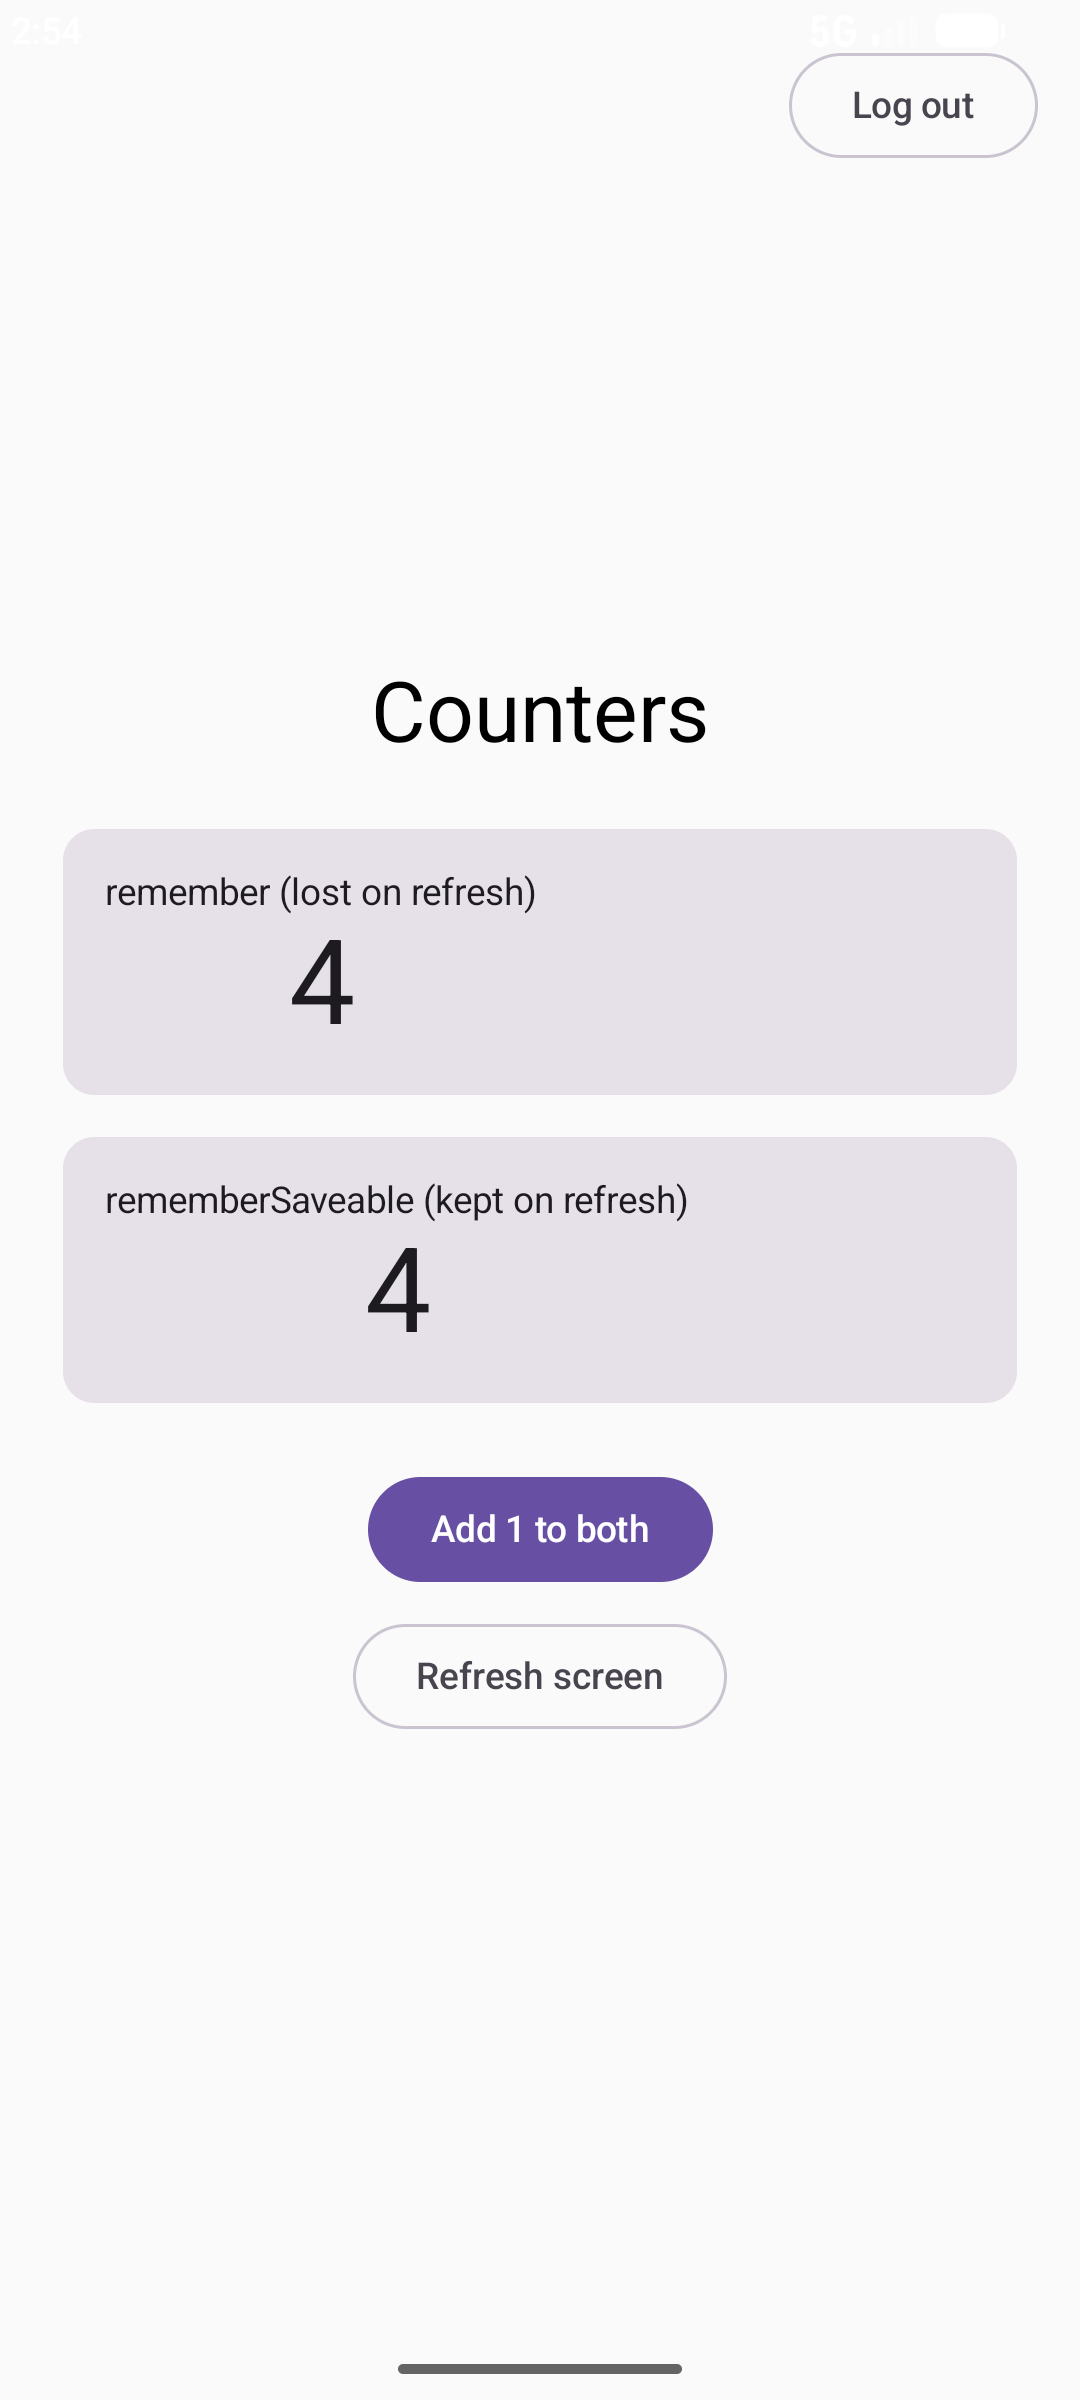 2:54 5G
Log out
Counters
remember (lost on refresh)
4
rememberSaveable (kept on refresh)
4
Add 1 to both
Refresh screen